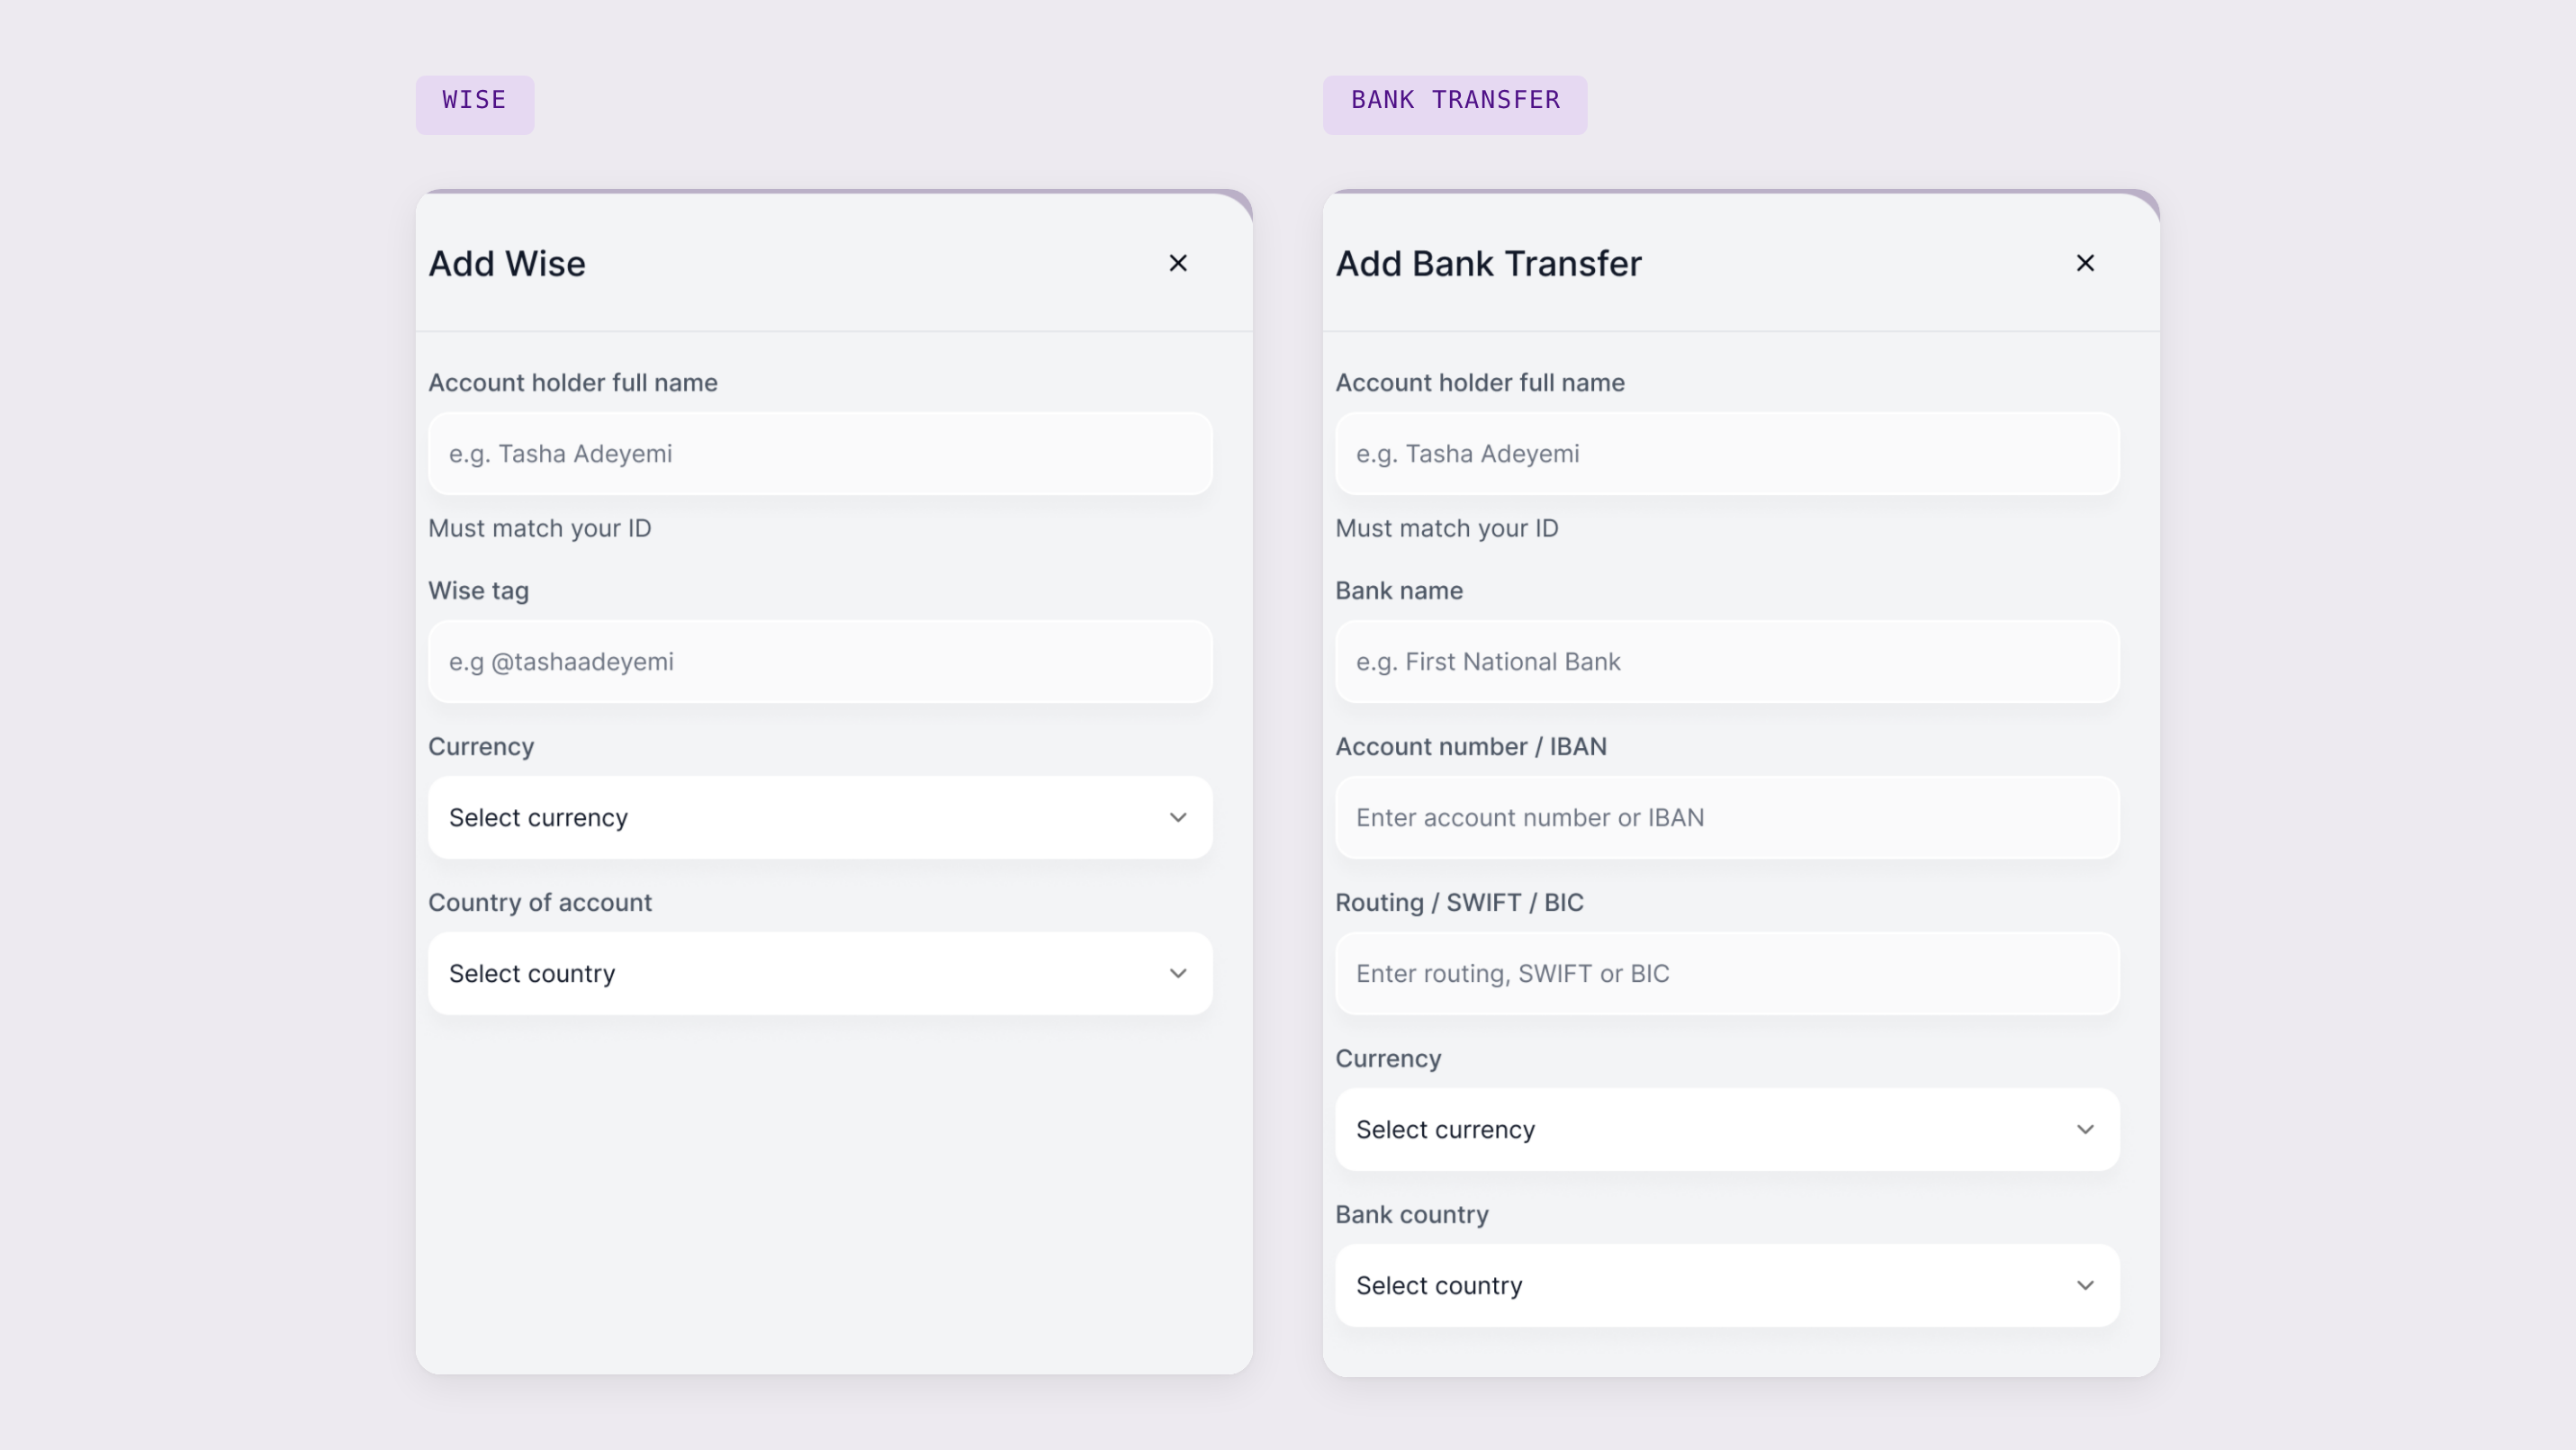 WISE
Add Wise
Account holder full name
e.g. Tasha Adeyemi
Must match your ID
Wise tag
e.g @tashaadeyemi
Currency
Select currency
Country of account
Select country
BANK TRANSFER
Add Bank Transfer
Account holder full name
e.g. Tasha Adeyemi
Must match your ID
Bank name
e.g. First National Bank
Account number / IBAN
Enter account number or IBAN
Routing / SWIFT / BIC
Enter routing, SWIFT or BIC
Currency
Select currency
Bank country
Select country